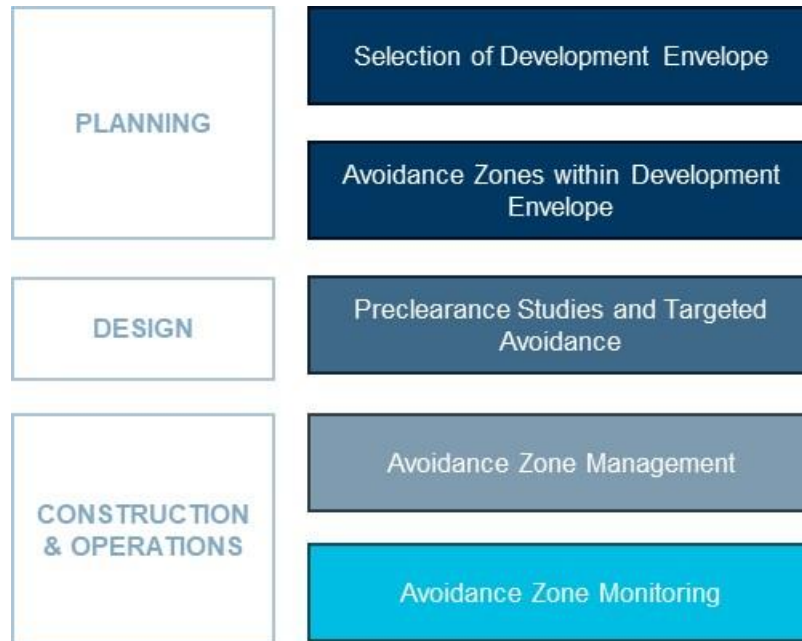 PLANNING
Selection of Development Envelope
Avoidance Zones within Development
Envelope
DESIGN
Preclearance Studies and Targeted
Avoidance
CONSTRUCTION
& OPERATIONS
Avoidance Zone Management
Avoidance Zone Monitoring